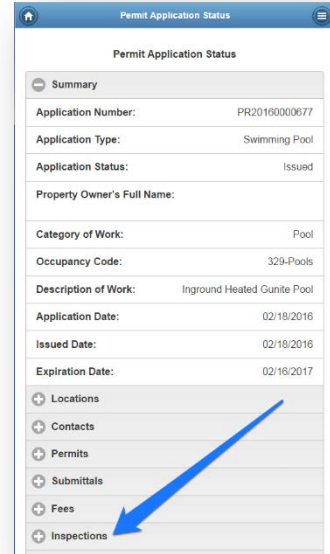 Permit Application Status
Permit Application Status
Summary
Application Number: PR20160000677
Application Type: Swimming Pool
Application Status: Issued
Property Owner's Full Name:
Category of Work: Pool
Occupancy Code: 329-Pools
Description of Work: Inground Heated Gunite Pool
Application Date: 02/18/2016
Issued Date: 02/18/2016
Expiration Date: 02/16/2017
Locations
Contacts
Permits
Submittals
Fees
Inspections